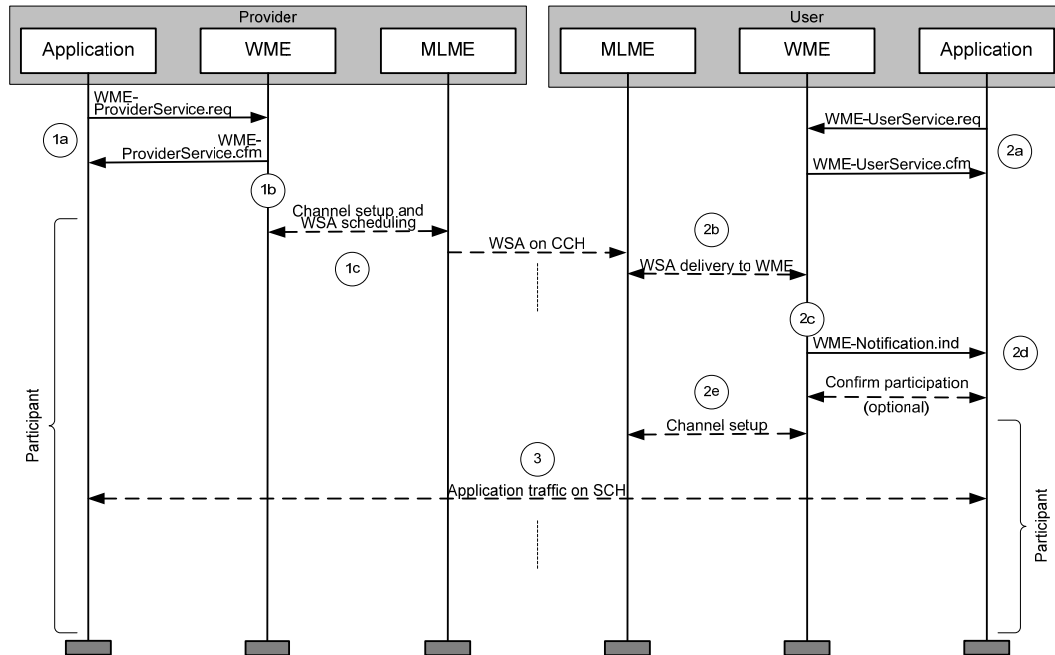 Provider
User
Application
WME
MLME
MLME
WME
Application
WME-
ProviderService.req
WME-UserService.req
1a
WME-
ProviderService.cfm
2a
WME-UserService.cfm
1b
Channel setup and
WSA scheduling
2b
WSA on CCH
1c
WSA delivery to WME
2c
WME-Notification.ind
2d
Confirm participation
(optional)
2e
Channel setup
Participant
3
Application traffic on SCH
Participant